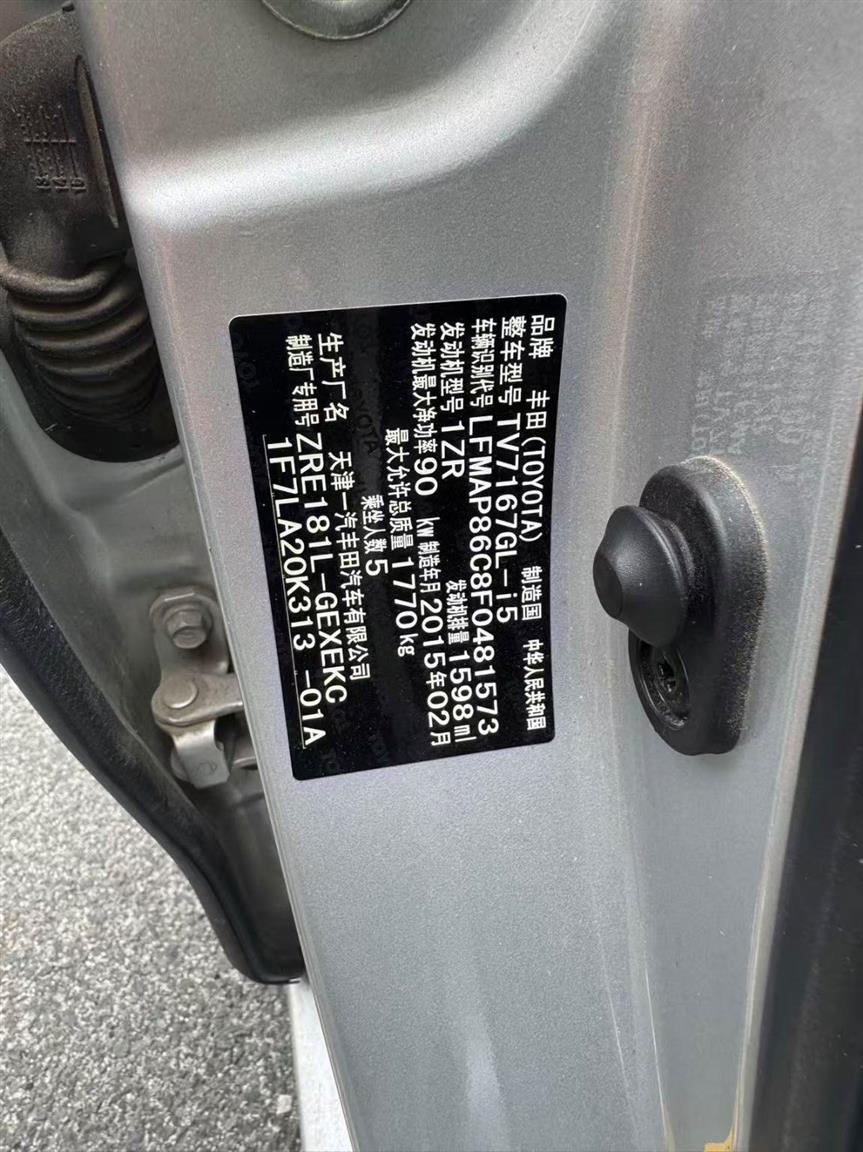 品牌 丰田(TOYOTA) 制造国 中华人民共和国
整车型号 TV7167GL-i5
车辆识别代号 LFMAP86C8F0481573
发动机型号 1ZR 发动机排量 1598ml
发动机最大净功率 90 kW 制造年月 2015年02月
最大允许总质量 1770kg
乘坐人数 5
生产厂名 天津一汽丰田汽车有限公司
制造厂专用号 ZRE181L-GEXEKC
1F7LA20K313 -01A